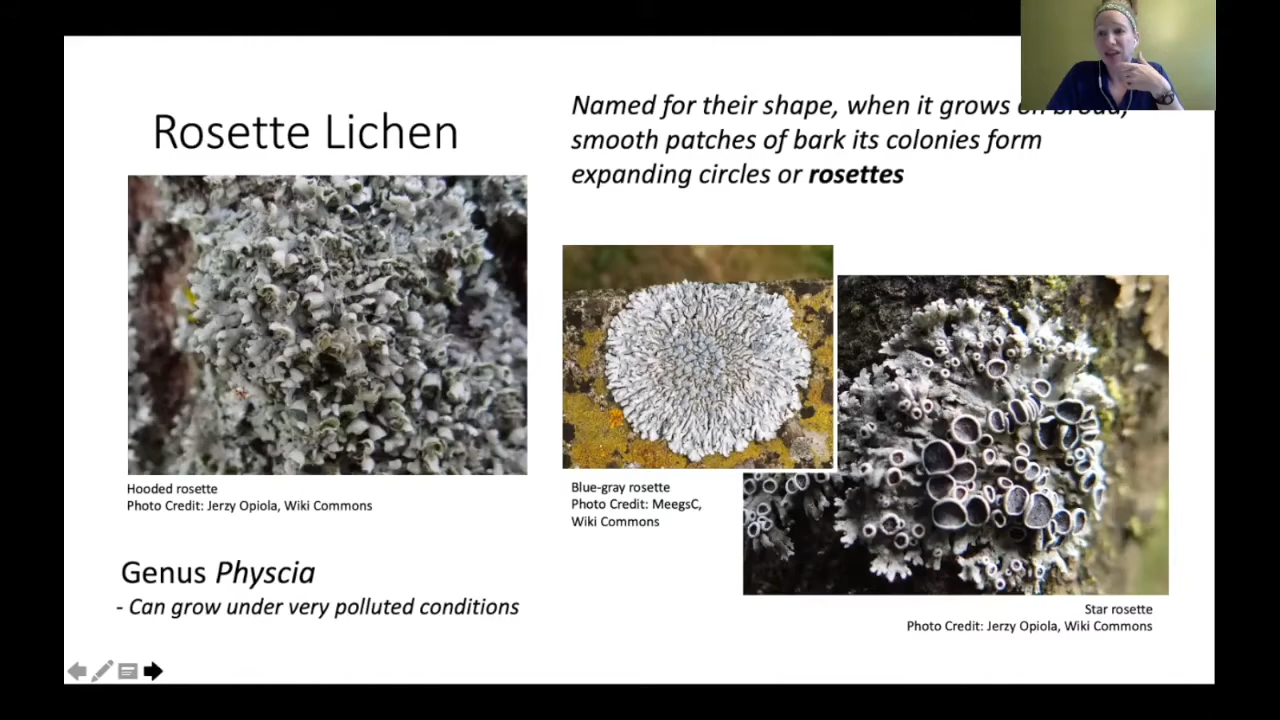 Rosette Lichen
Named for their shape, when it grows
smooth patches of bark its colonies form
expanding circles or rosettes
Hooded rosette
Photo Credit: Jerzy Opiola, Wiki Commons
Blue-gray rosette
Photo Credit: MeegsC,
Wiki Commons
Genus Physcia
- Can grow under very polluted conditions
Star rosette
Photo Credit: Jerzy Opiola, Wiki Commons